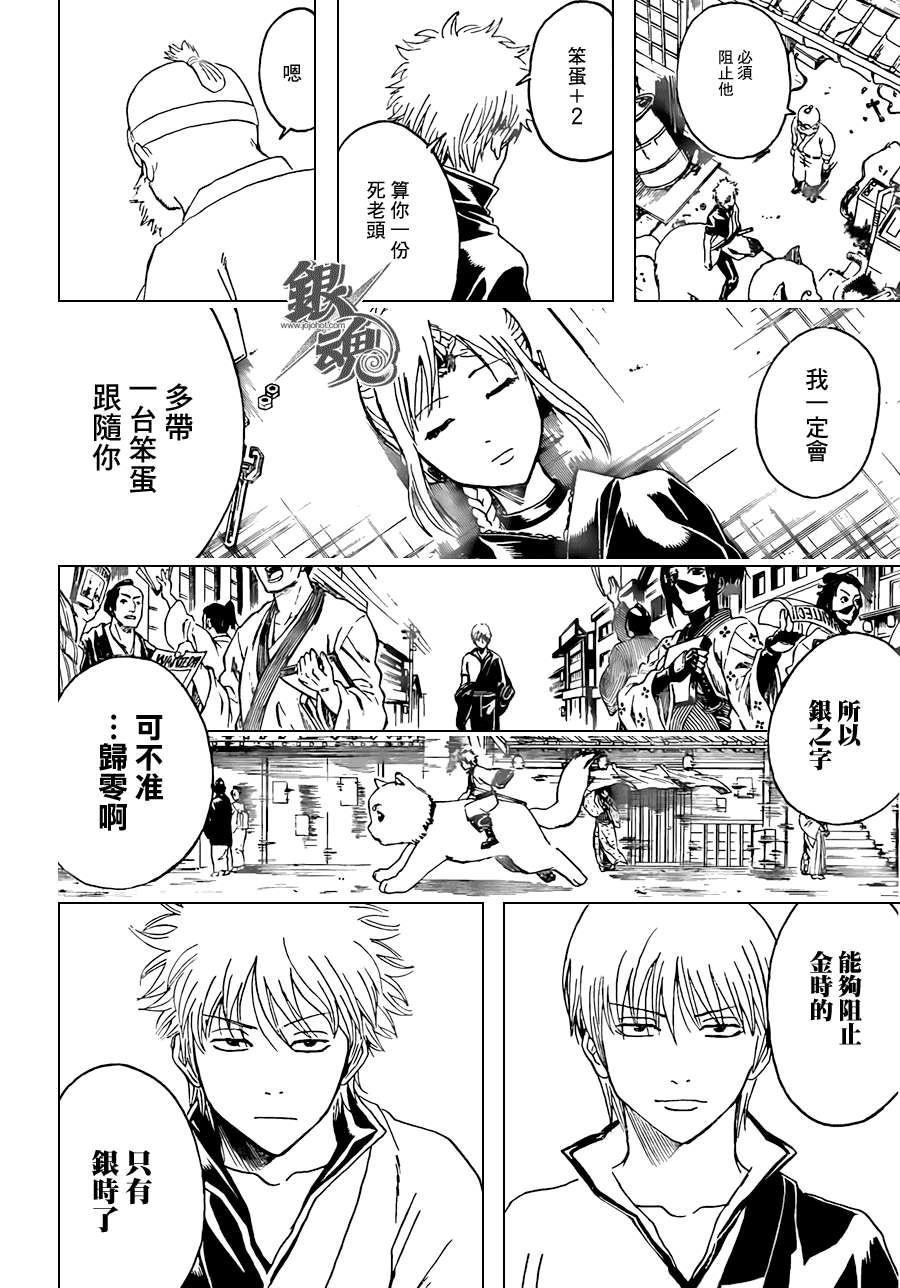 必須
阻止他
笨蛋+2
算你一份
死老頭
嗯
銀魂
www.jojohot.com
我一定會
多帶
一台笨蛋
跟隨你
所以
銀之字
可不准
…歸零啊
能夠阻止
金時的
只有
銀時了